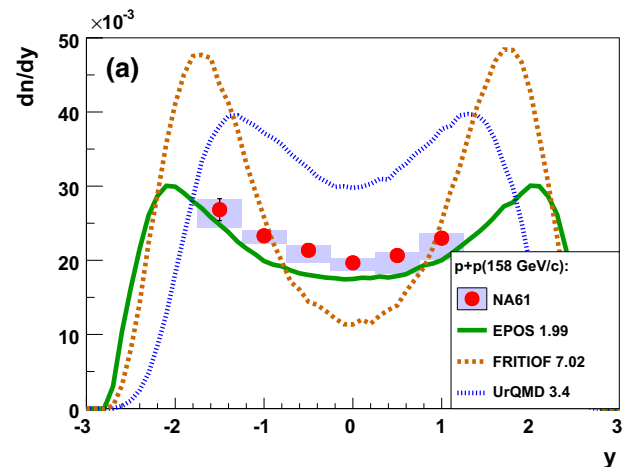 ×10-3
dn/dy
(a)
50
40
30
20
10
0
-3 -2 -1 0 1 2 3
y
p+p(158 GeV/c):
NA61
EPOS 1.99
FRITIOF 7.02
UrQMD 3.4